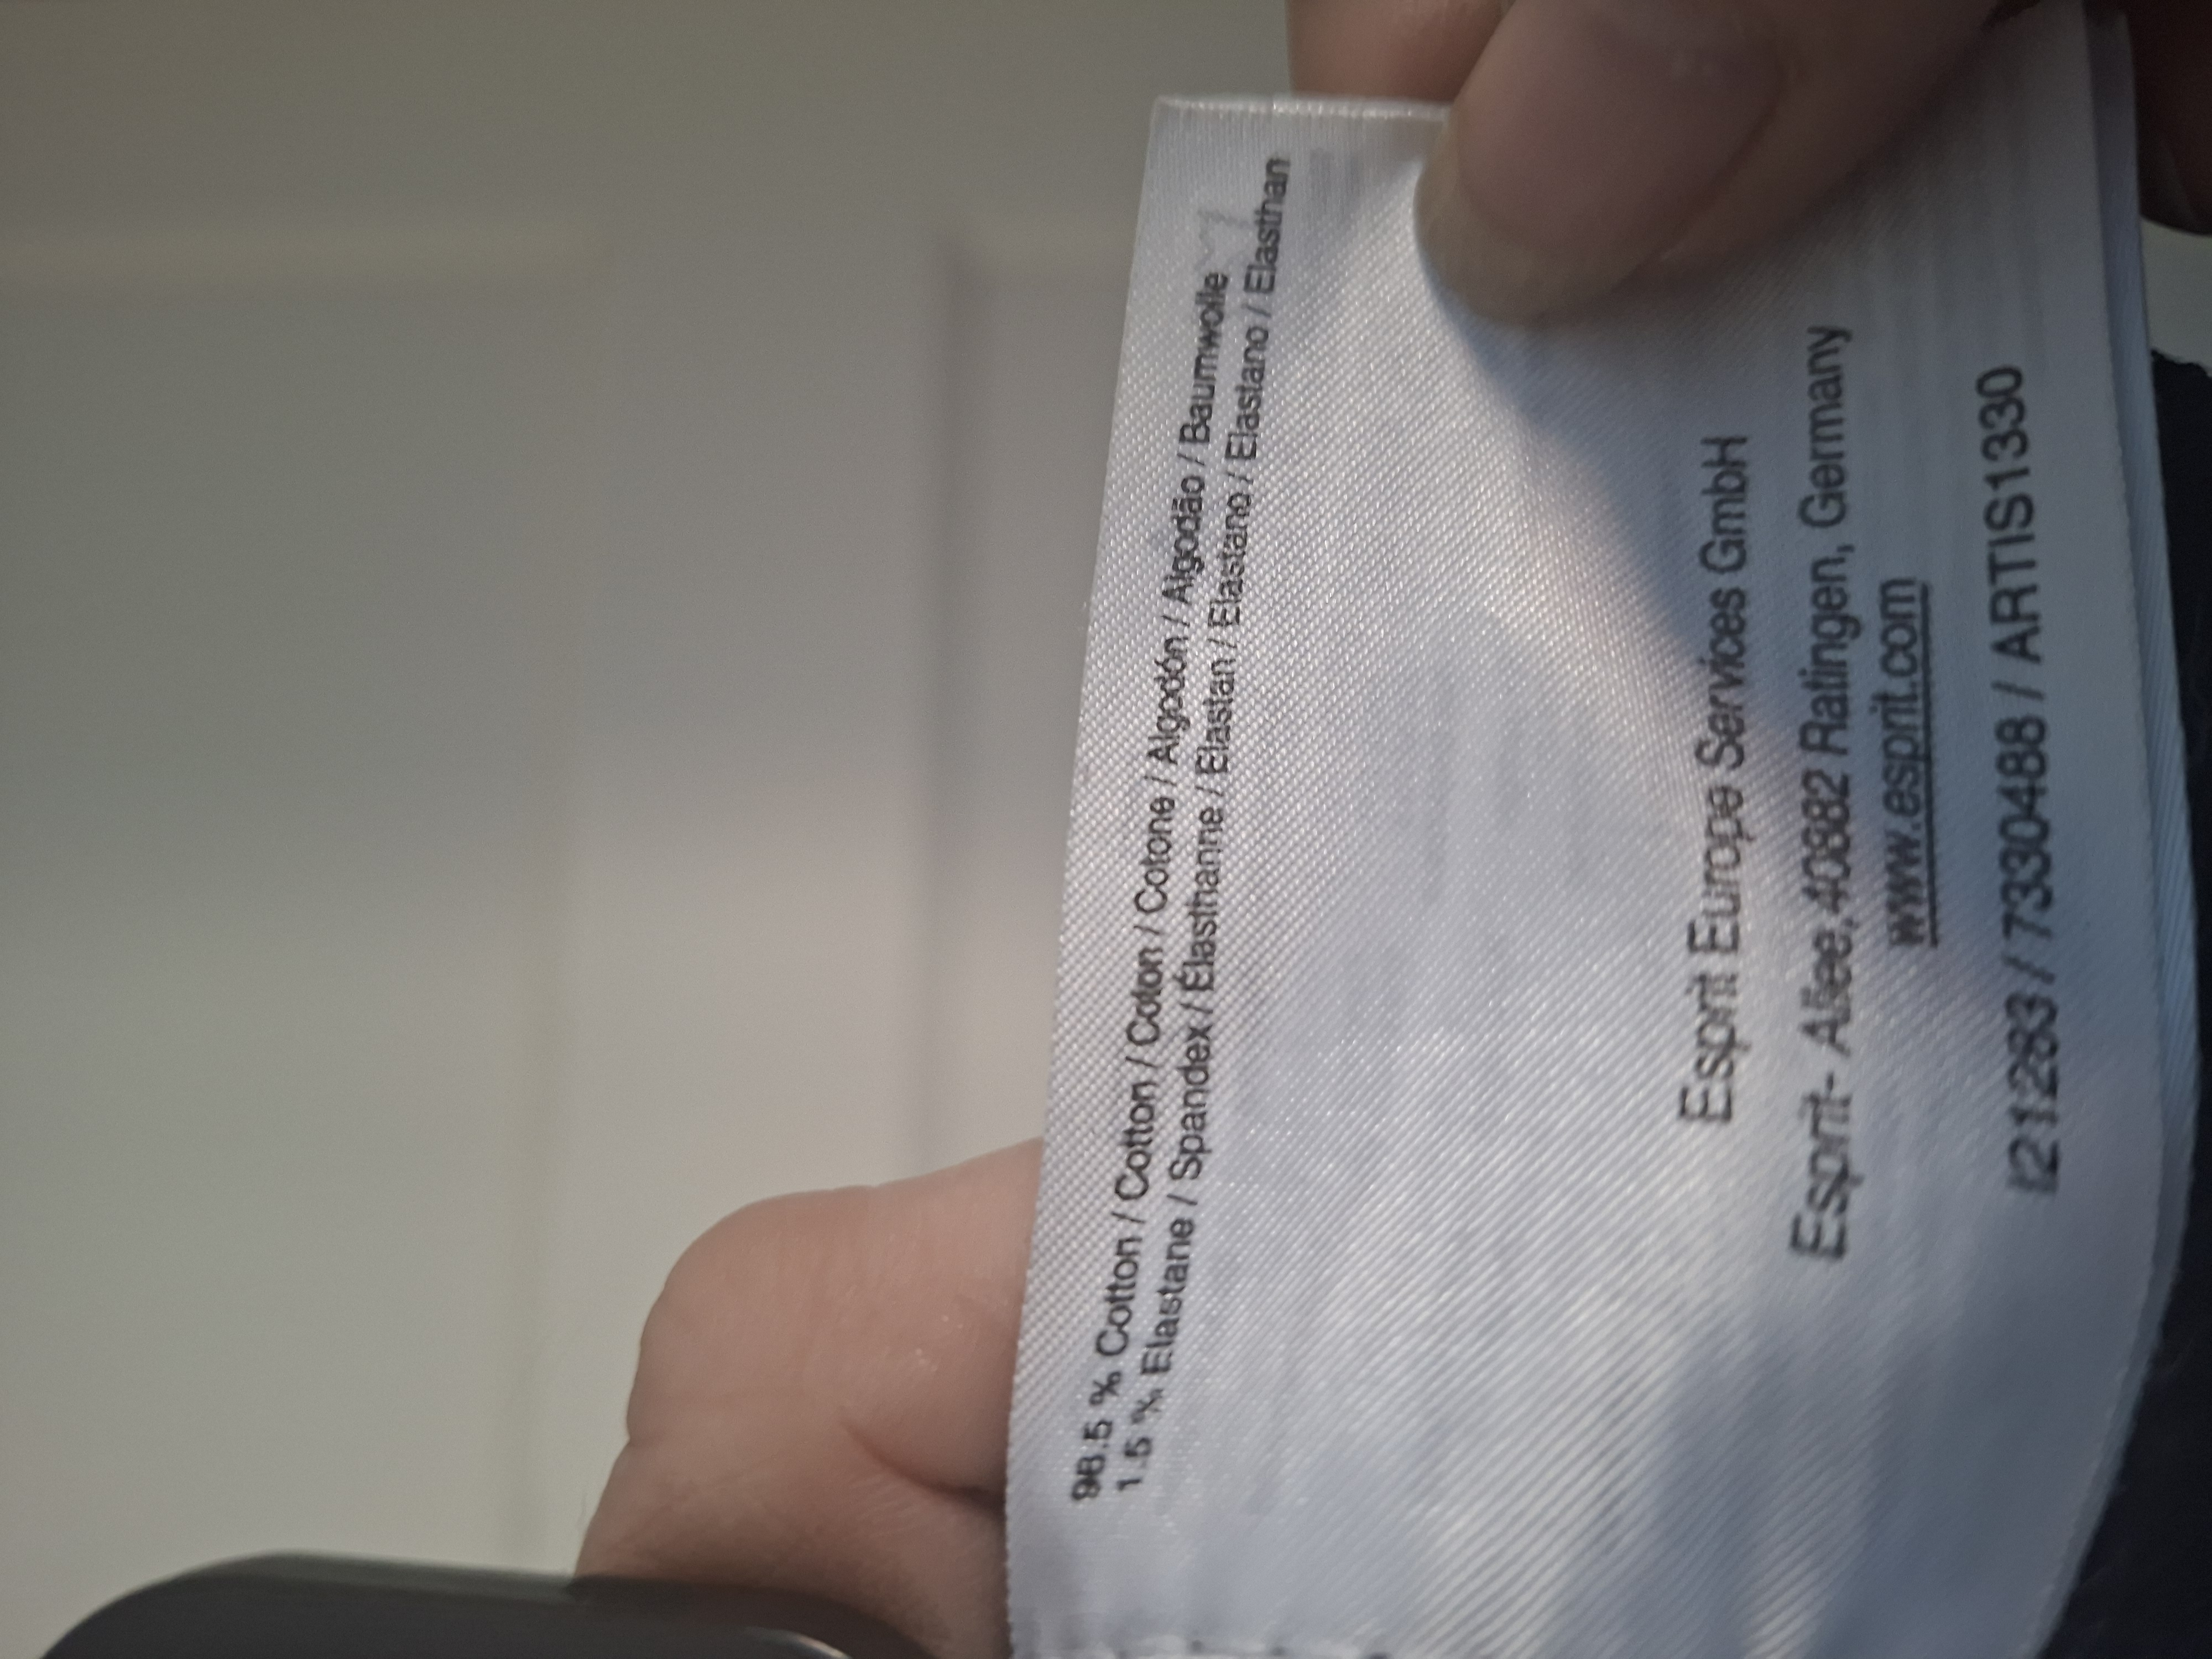 98.5 % Cotton / Cotton / Coton / Cotone / Algodón / Algodão / Baumwolle
1.5 % Elastane / Spandex / Élasthanne / Elastan / Elastano / Elastano / Elasthan
Esprit Europe Services GmbH
Esprit- Allee,40882 Ratingen, Germany
www.esprit.com
I21283 / 7330488 / ARTIS1330